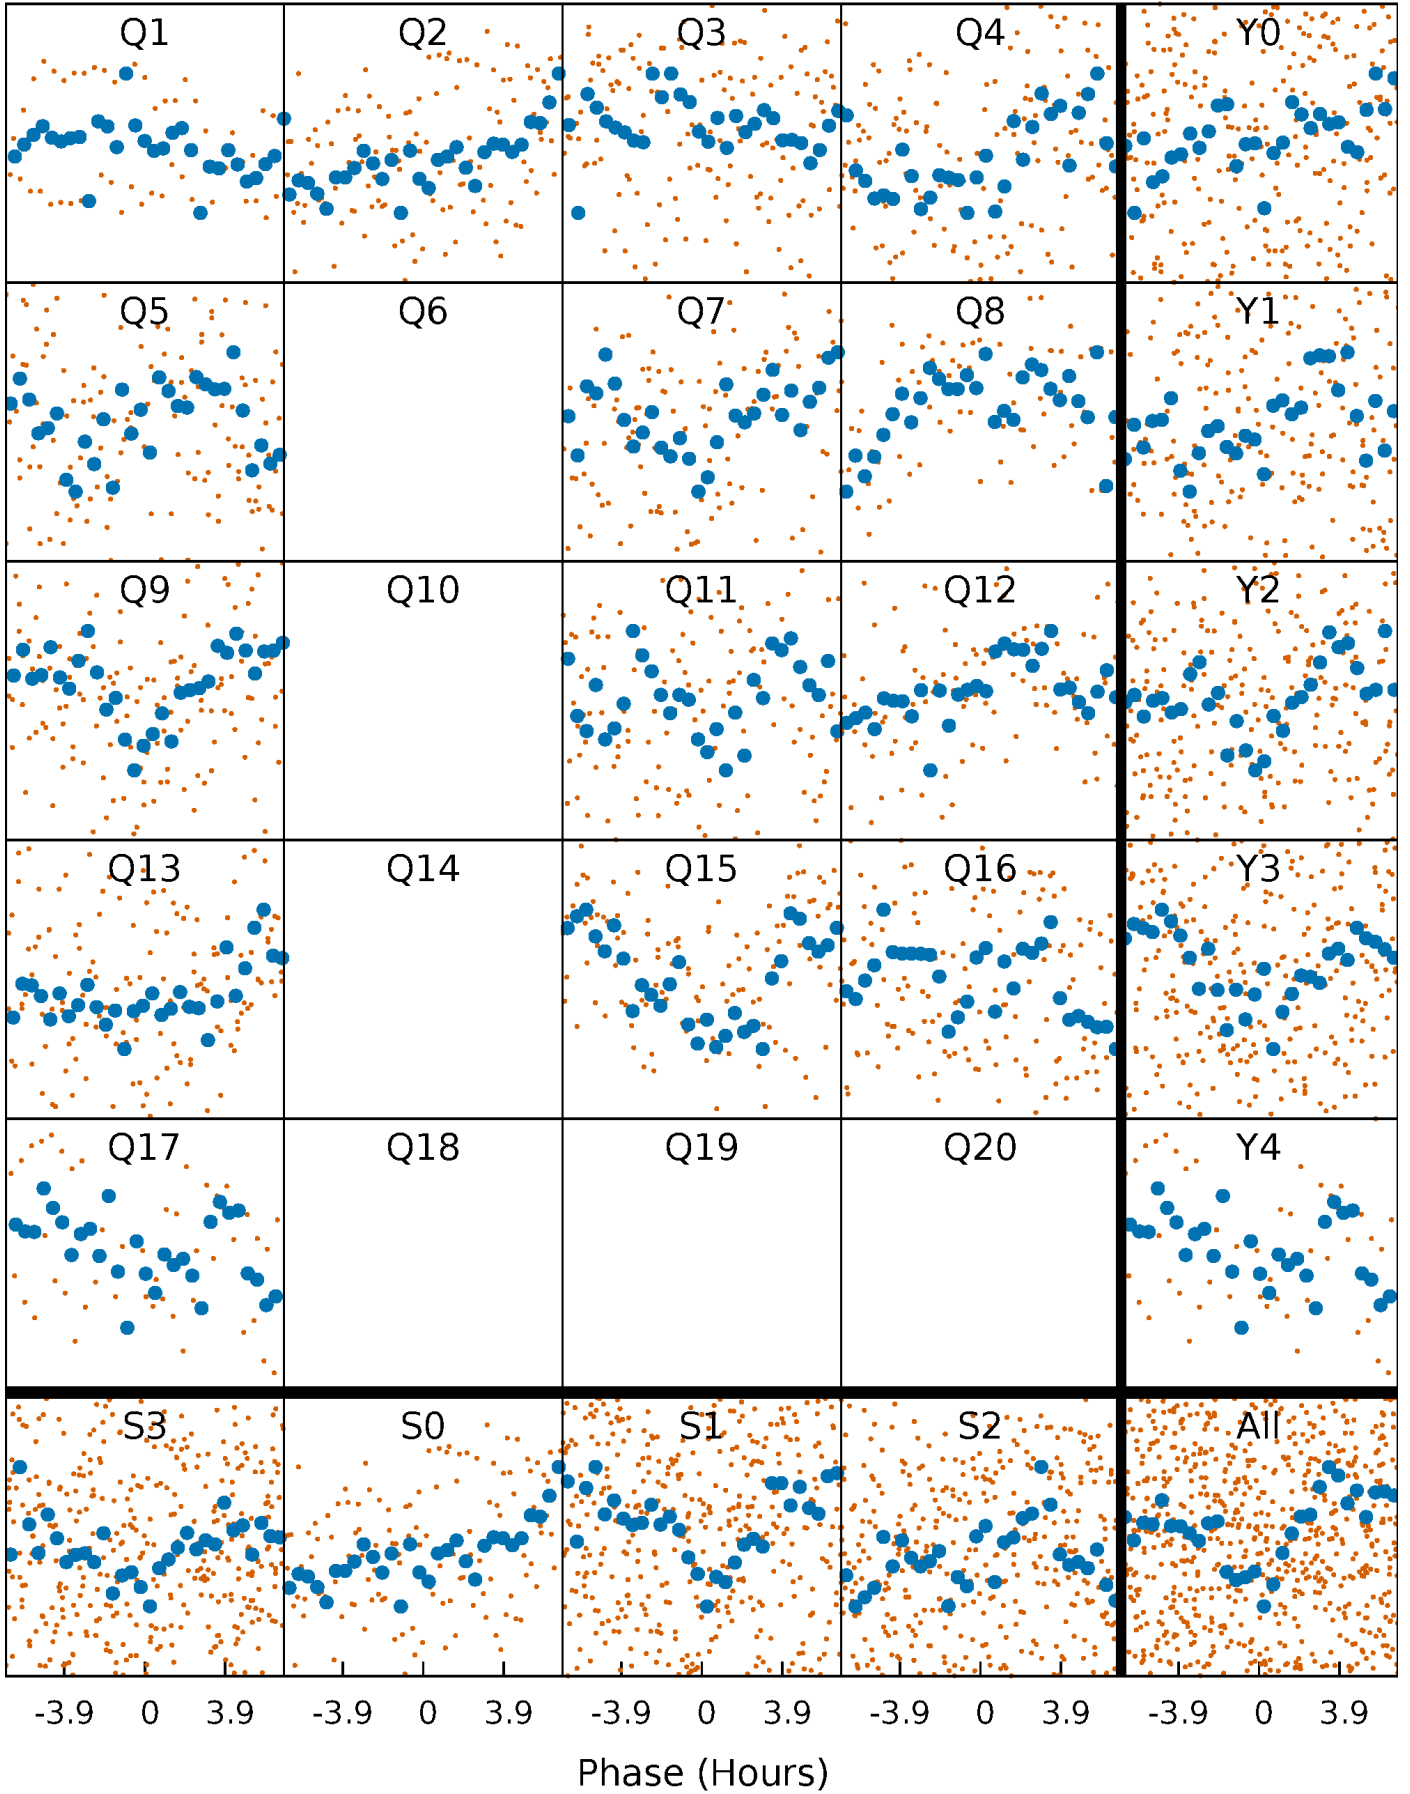 Q1 Q2 Q3 Q4 Y0
Q5 Q6 Q7 Q8 Y1
Q9 Q10 Q11 Q12 Y2
Q13 Q14 Q15 Q16 Y3
Q17 Q18 Q19 Q20 Y4
S3 S0 S1 S2 All
-3.9 0 3.9 -3.9 0 3.9 -3.9 0 3.9 -3.9 0 3.9 -3.9 0 3.9
Phase (Hours)